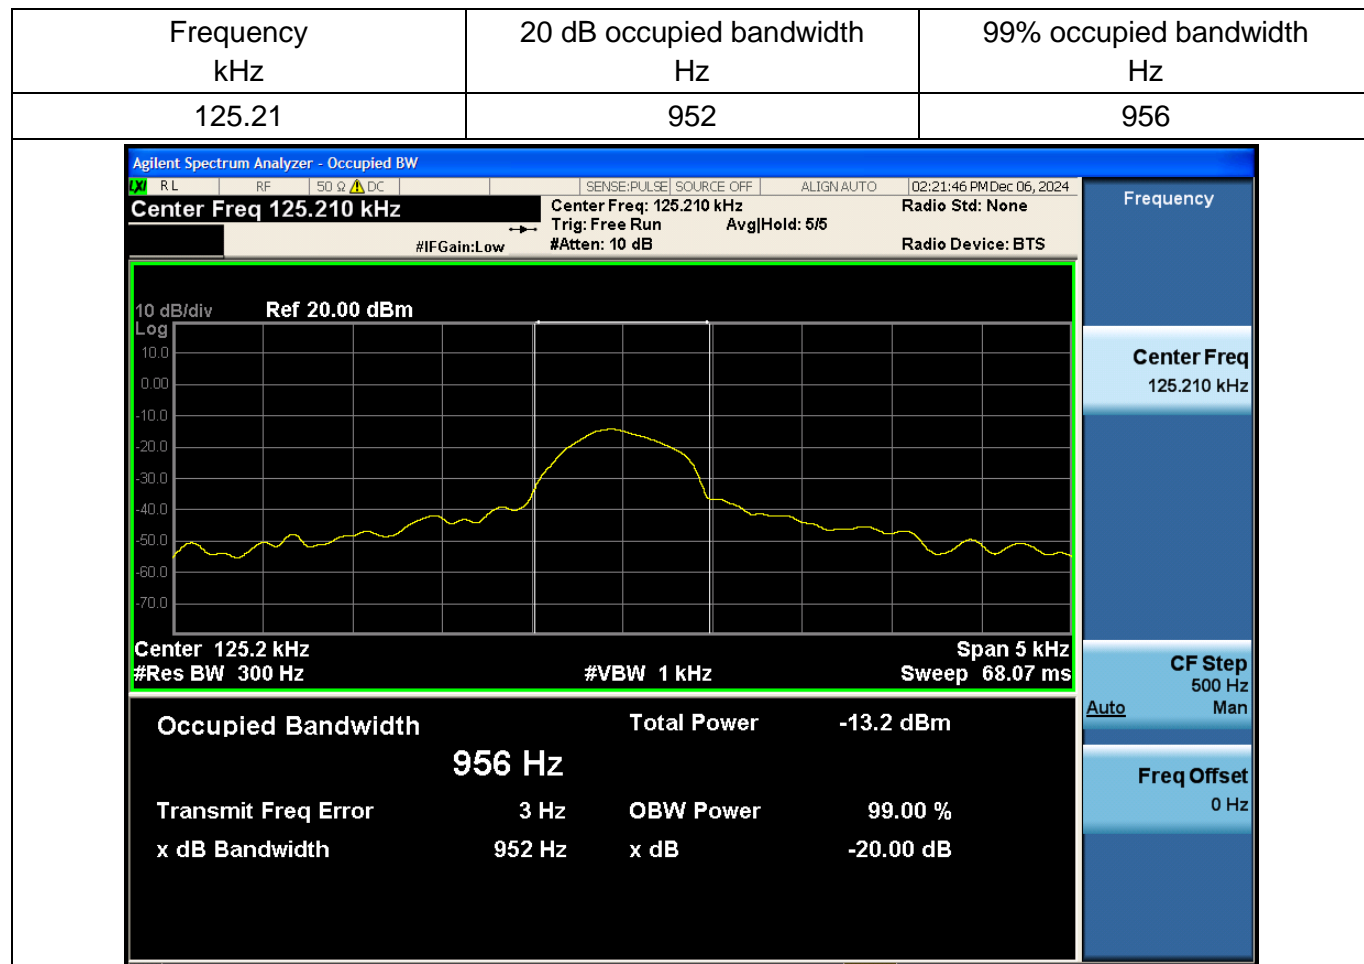 Frequency kHz 20 dB occupied bandwidth Hz 99% occupied bandwidth Hz
125.21 952 956
Agilent Spectrum Analyzer - Occupied BW
LXI RL RF 50 Ω DC SENSE:PULSE SOURCE OFF ALIGN AUTO 02:21:46 PM Dec 06, 2024
Center Freq 125.210 kHz
#IFGain:Low
Center Freq: 125.210 kHz
Trig: Free Run Avg|Hold: 5/5
#Atten: 10 dB
Radio Std: None
Radio Device: BTS
10 dB/div Ref 20.00 dBm
Log
10.0
0.00
-10.0
-20.0
-30.0
-40.0
-50.0
-60.0
-70.0
Center 125.2 kHz Span 5 kHz
#Res BW 300 Hz #VBW 1 kHz Sweep 68.07 ms
Occupied Bandwidth Total Power -13.2 dBm
956 Hz
Transmit Freq Error 3 Hz OBW Power 99.00 %
x dB Bandwidth 952 Hz x dB -20.00 dB
Frequency
Center Freq
125.210 kHz
CF Step
500 Hz
Auto Man
Freq Offset
0 Hz